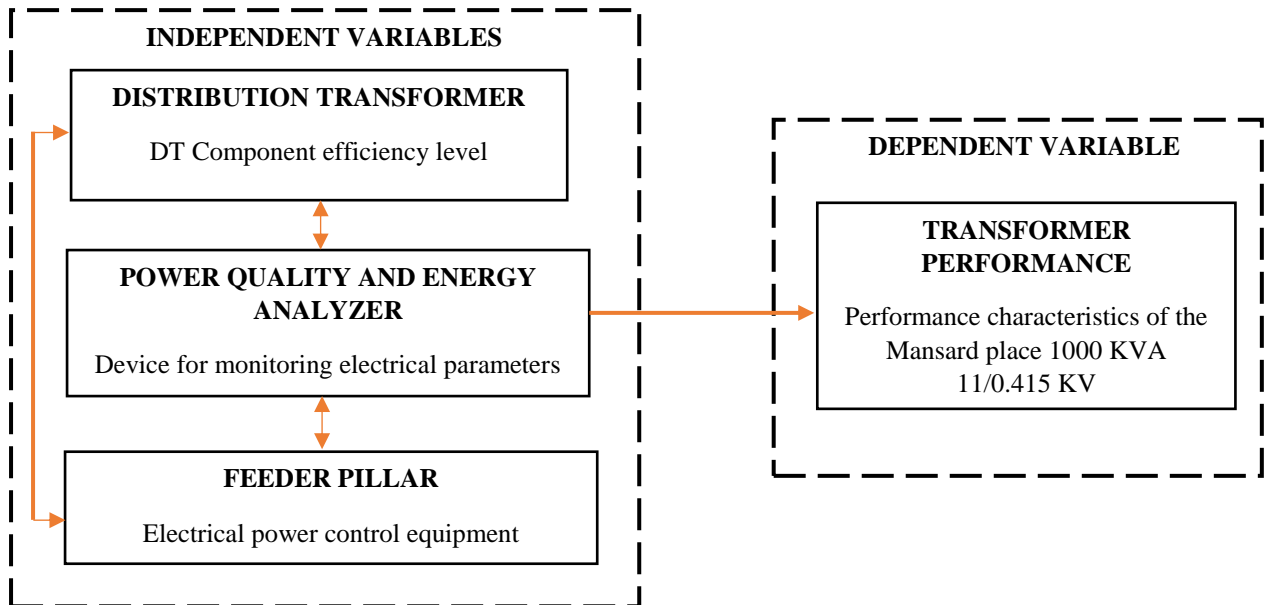 INDEPENDENT VARIABLES
DISTRIBUTION TRANSFORMER
DT Component efficiency level
POWER QUALITY AND ENERGY
ANALYZER
Device for monitoring electrical parameters
FEEDER PILLAR
Electrical power control equipment
DEPENDENT VARIABLE
TRANSFORMER
PERFORMANCE
Performance characteristics of the
Mansard place 1000 KVA
11/0.415 KV